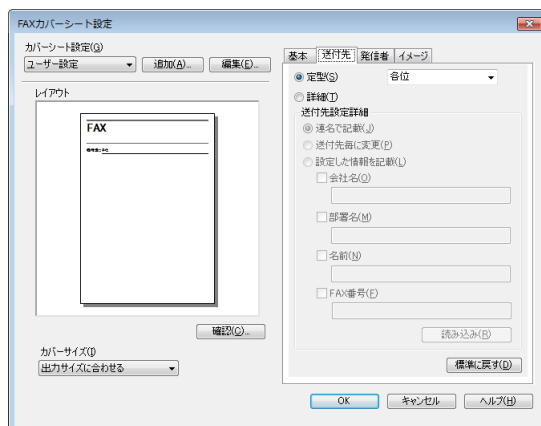 FAXカバーシート設定
カバーシート設定(G)
ユーザー設定
追加(A)...
編集(E)...
レイアウト
FAX
確認(C)...
カバーサイズ(I)
出力サイズに合わせる
基本 送付先 発信者 イメージ
定型(S) 各位
詳細(T)
送付先設定詳細
連名で記載(J)
送付先毎に変更(P)
設定した情報を記載(L)
会社名(O)
部署名(M)
名前(N)
FAX番号(F)
読み込み(R)
標準に戻す(D)
OK キャンセル ヘルプ(H)